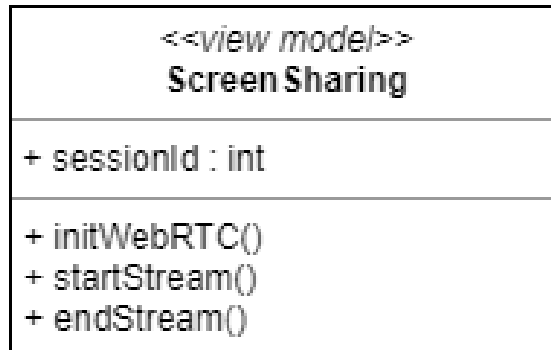 <<view model>>
ScreenSharing
+ sessionId : int
+ initWebRTC()
+ startStream()
+ endStream()